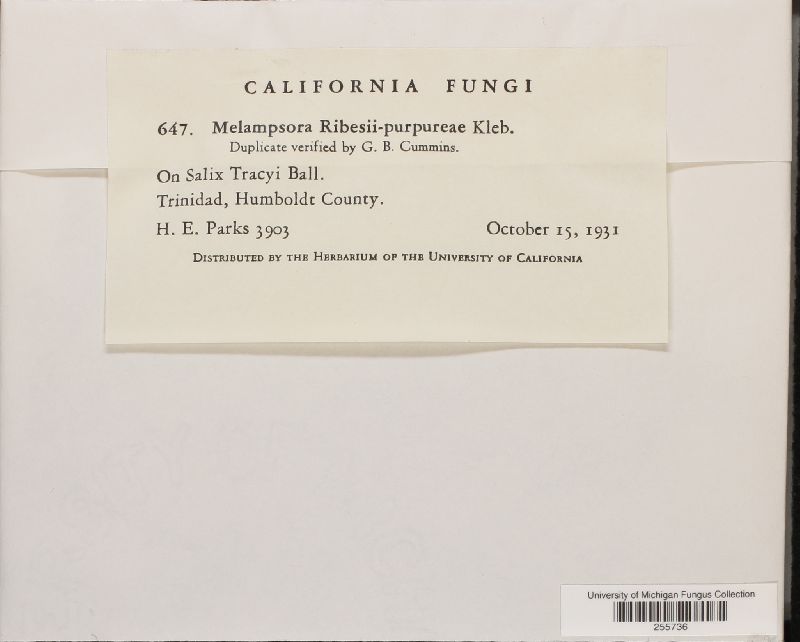 CALIFORNIA FUNGI
647. Melampsora Ribesii-purpureae Kleb.
Duplicate verified by G. B. Cummins.
On Salix Tracyi Ball.
Trinidad, Humboldt County.
H. E. Parks 3903 October 15, 1931
DISTRIBUTED BY THE HERBARIUM OF THE UNIVERSITY OF CALIFORNIA
University of Michigan Fungus Collection
255736